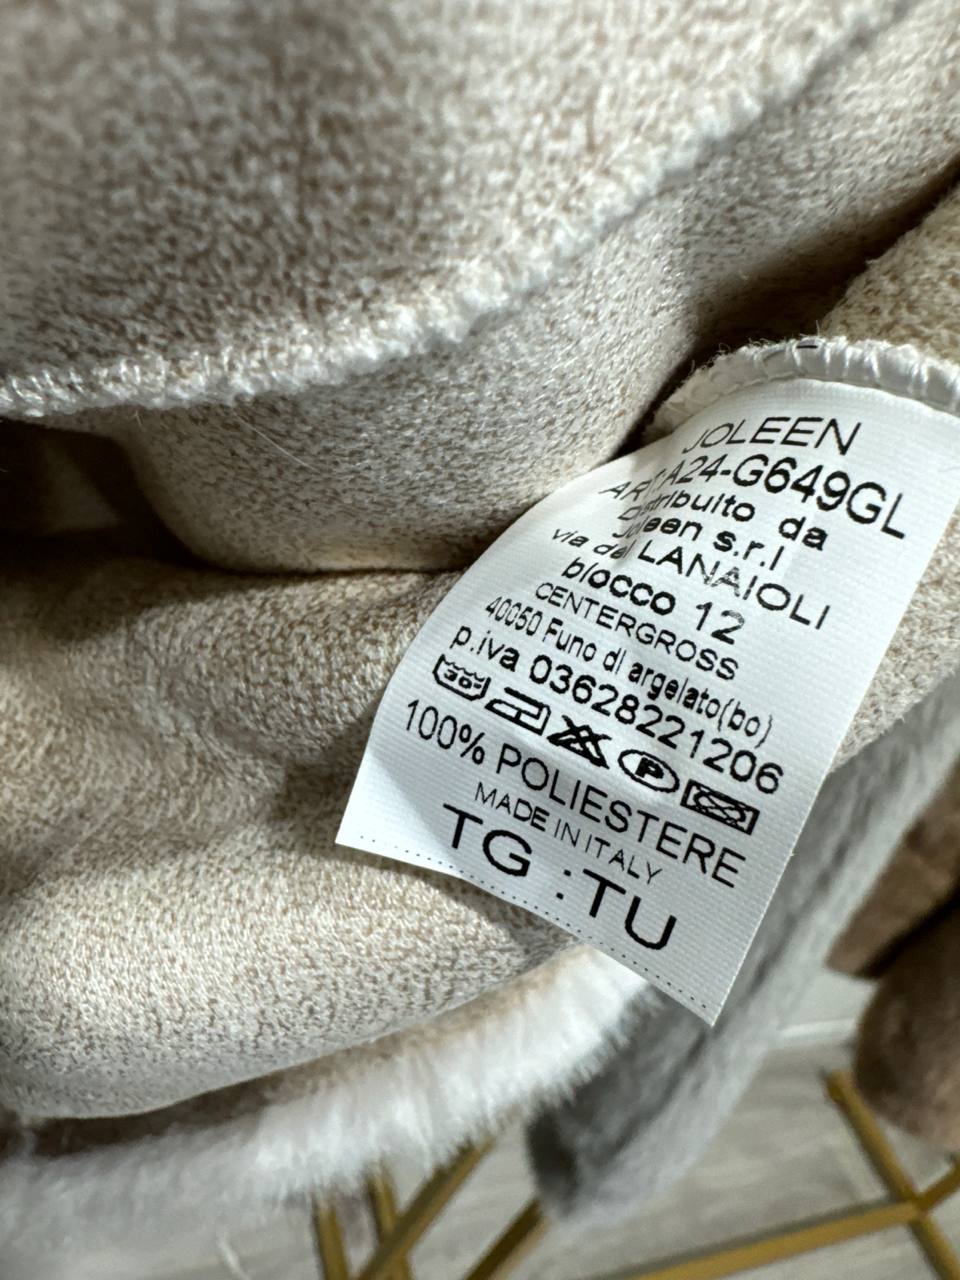 JOLEEN
ART.A24-G649GL
Distribuito da
Joleen s.r.l
via dei LANAIOLI
blocco 12
CENTERGROSS
40050 Funo di argelato(bo)
p.iva 03628221206
30° P
100% POLIESTERE
MADE IN ITALY
TG :TU